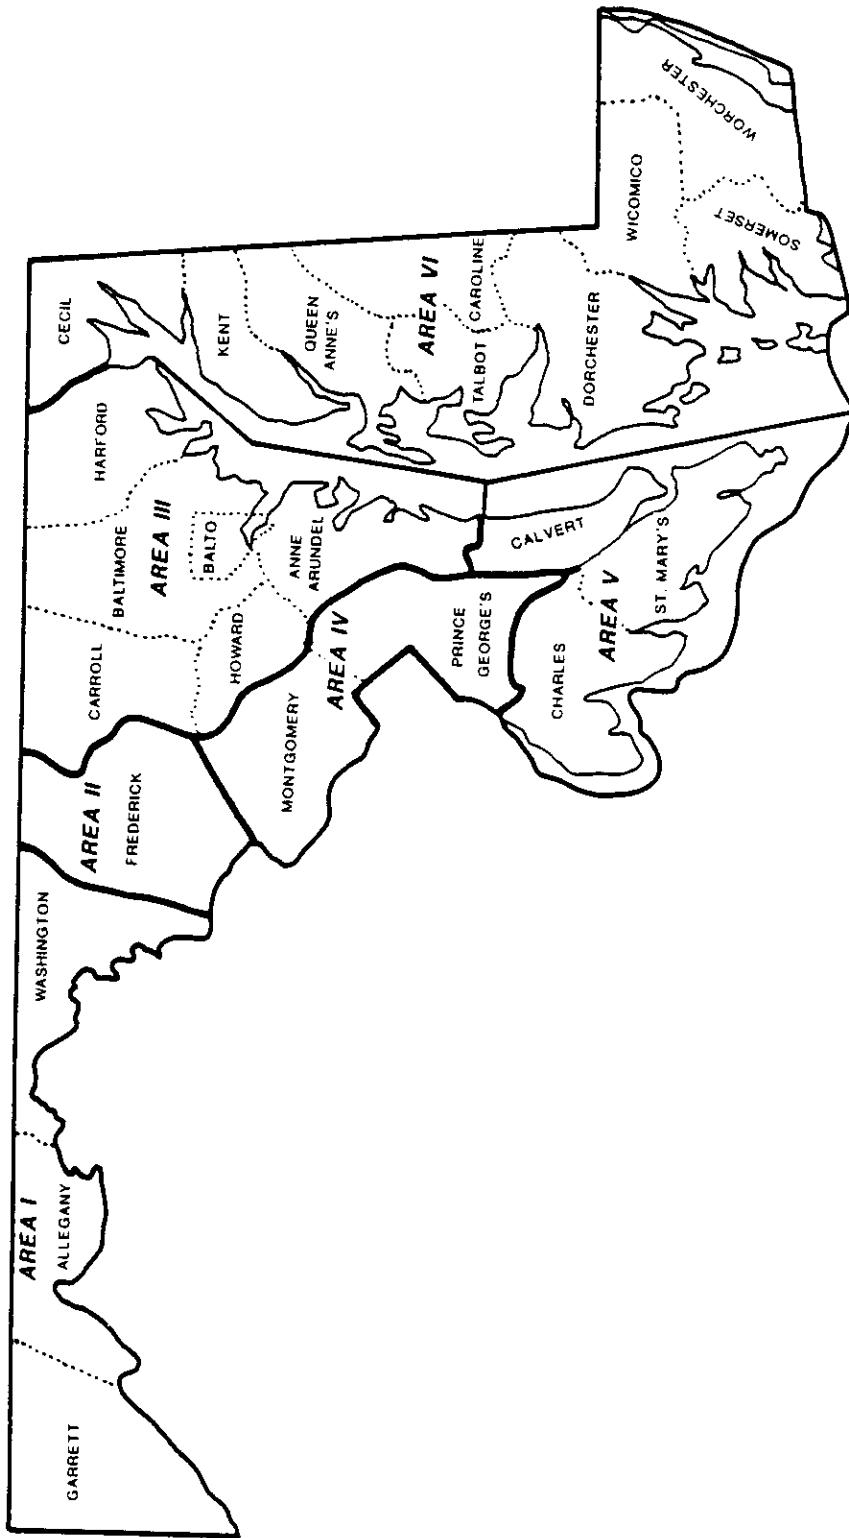 GARRETT
AREA I
ALLEGANY
WASHINGTON
AREA II
FREDERICK
CARROLL
BALTIMORE
HARFORD
CECIL
AREA III
BALTO
HOWARD
ANNE
ARUNDEL
MONTGOMERY
AREA IV
PRINCE
GEORGE'S
CHARLES
AREA V
CALVERT
ST. MARY'S
KENT
QUEEN
ANNE'S
AREA VI
TALBOT
CAROLINE
DORCHESTER
WICOMICO
WORCHESTER
SOMERSET